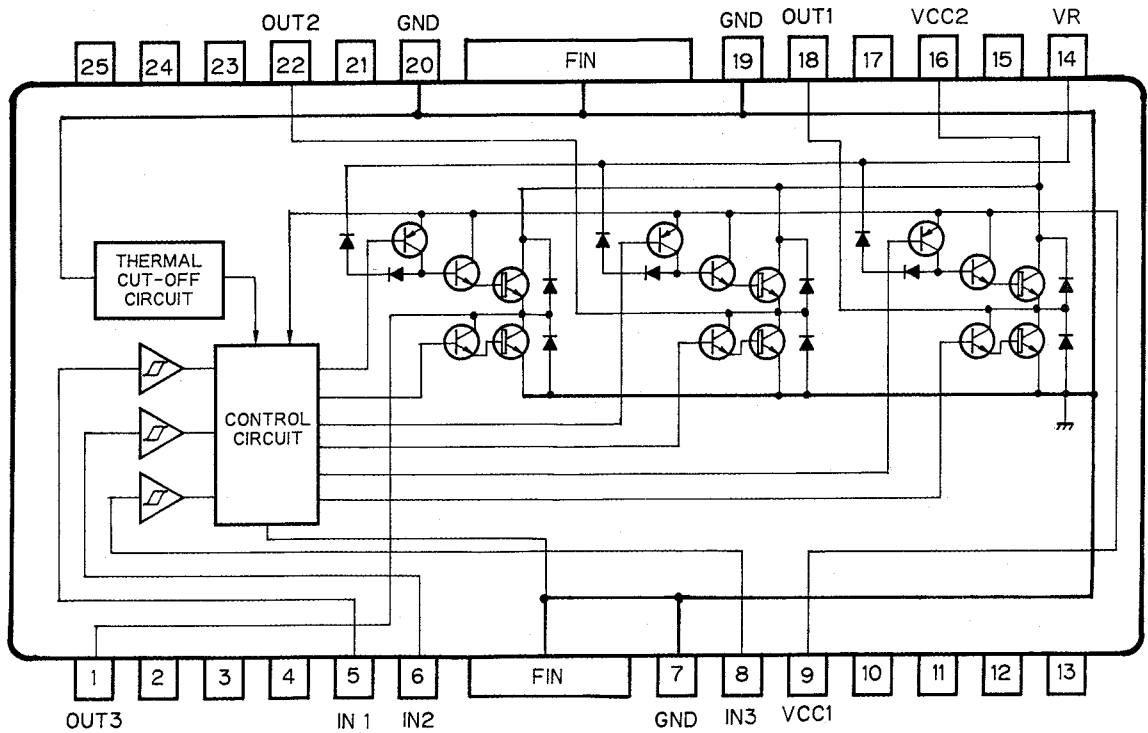 OUT2 GND GND OUT1 VCC2 VR
25 24 23 22 21 20 FIN 19 18 17 16 15 14
THERMAL
CUT-OFF
CIRCUIT
CONTROL
CIRCUIT
1 2 3 4 5 6 FIN 7 8 9 10 11 12 13
OUT3 IN 1 IN2 GND IN3 VCC1